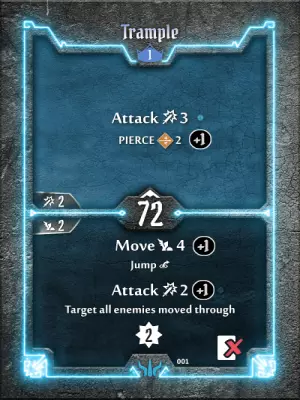 Trample
1
Attack 3
PIERCE 2 +1
2
72
2
Move 4 +1
Jump
Attack 2 +1
Target all enemies moved through
2
001